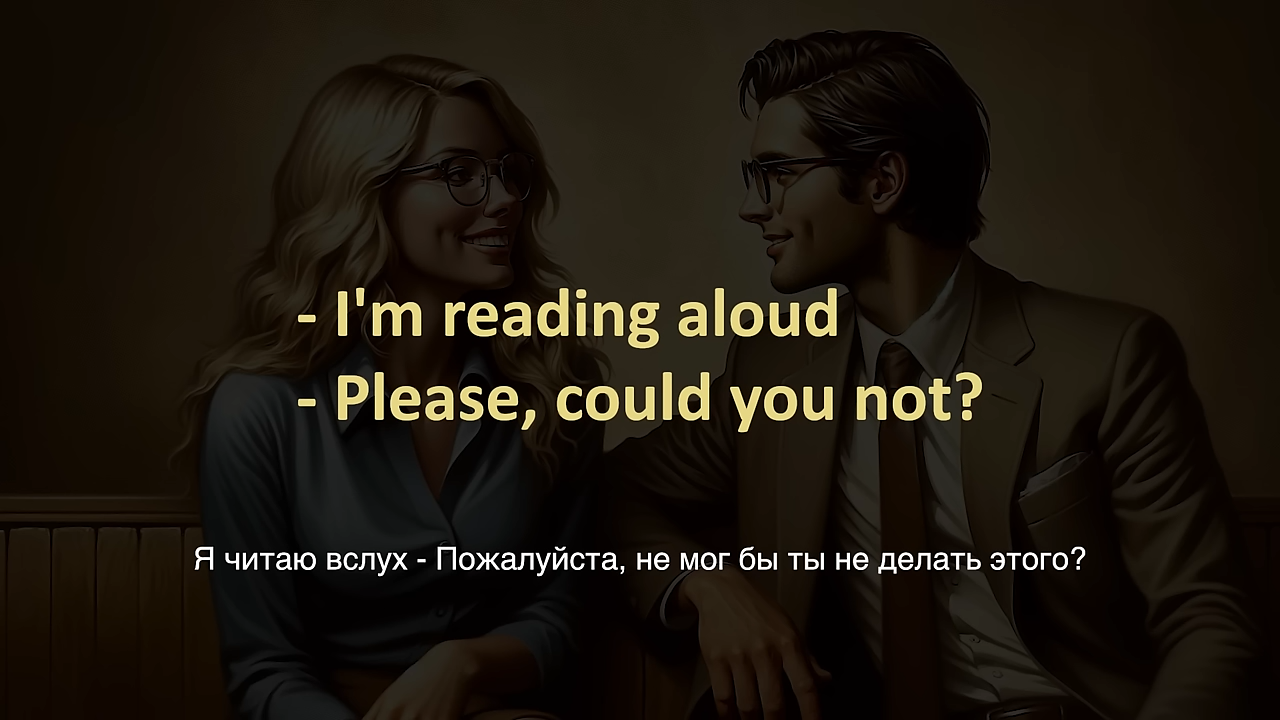 - I'm reading aloud
- Please, could you not?
Я читаю вслух - Пожалуйста, не мог бы ты не делать этого?